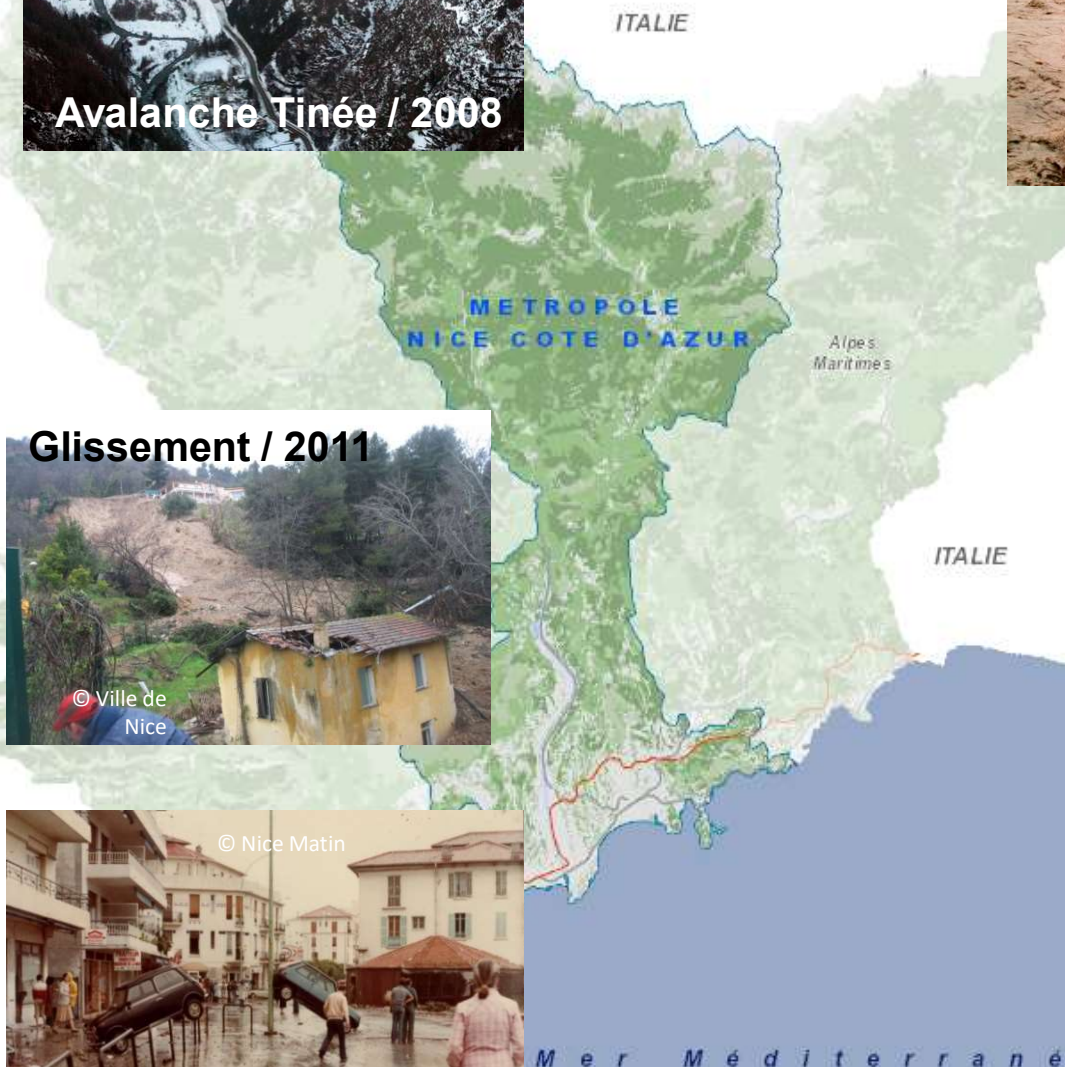 ITALIE
Avalanche Tinée / 2008
METROPOLE
NICE COTE D'AZUR
Alpes
Maritimes
Glissement / 2011
ITALIE
© Ville de
Nice
© Nice Matin
Mer Méditerrané